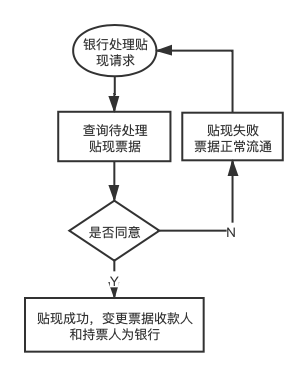 银行处理贴
现请求
查询待处理
贴现票据
贴现失败
票据正常流通
是否同意
N
Y
贴现成功，变更票据收款人
和持票人为银行